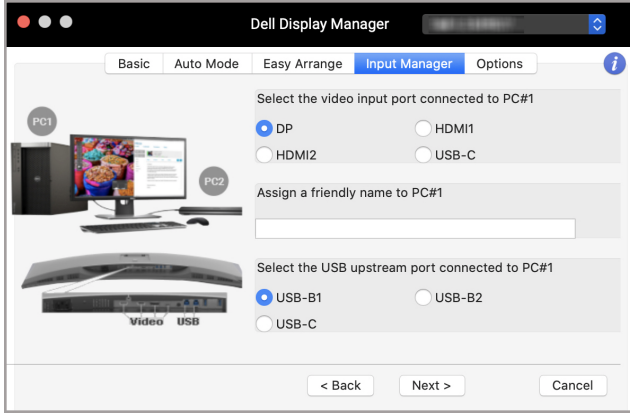 Dell Display Manager
Basic Auto Mode Easy Arrange Input Manager Options i
Select the video input port connected to PC#1
DP HDMI1
HDMI2 USB-C
PC1
PC2
Assign a friendly name to PC#1
Select the USB upstream port connected to PC#1
USB-B1 USB-B2
USB-C
Video USB
< Back Next > Cancel